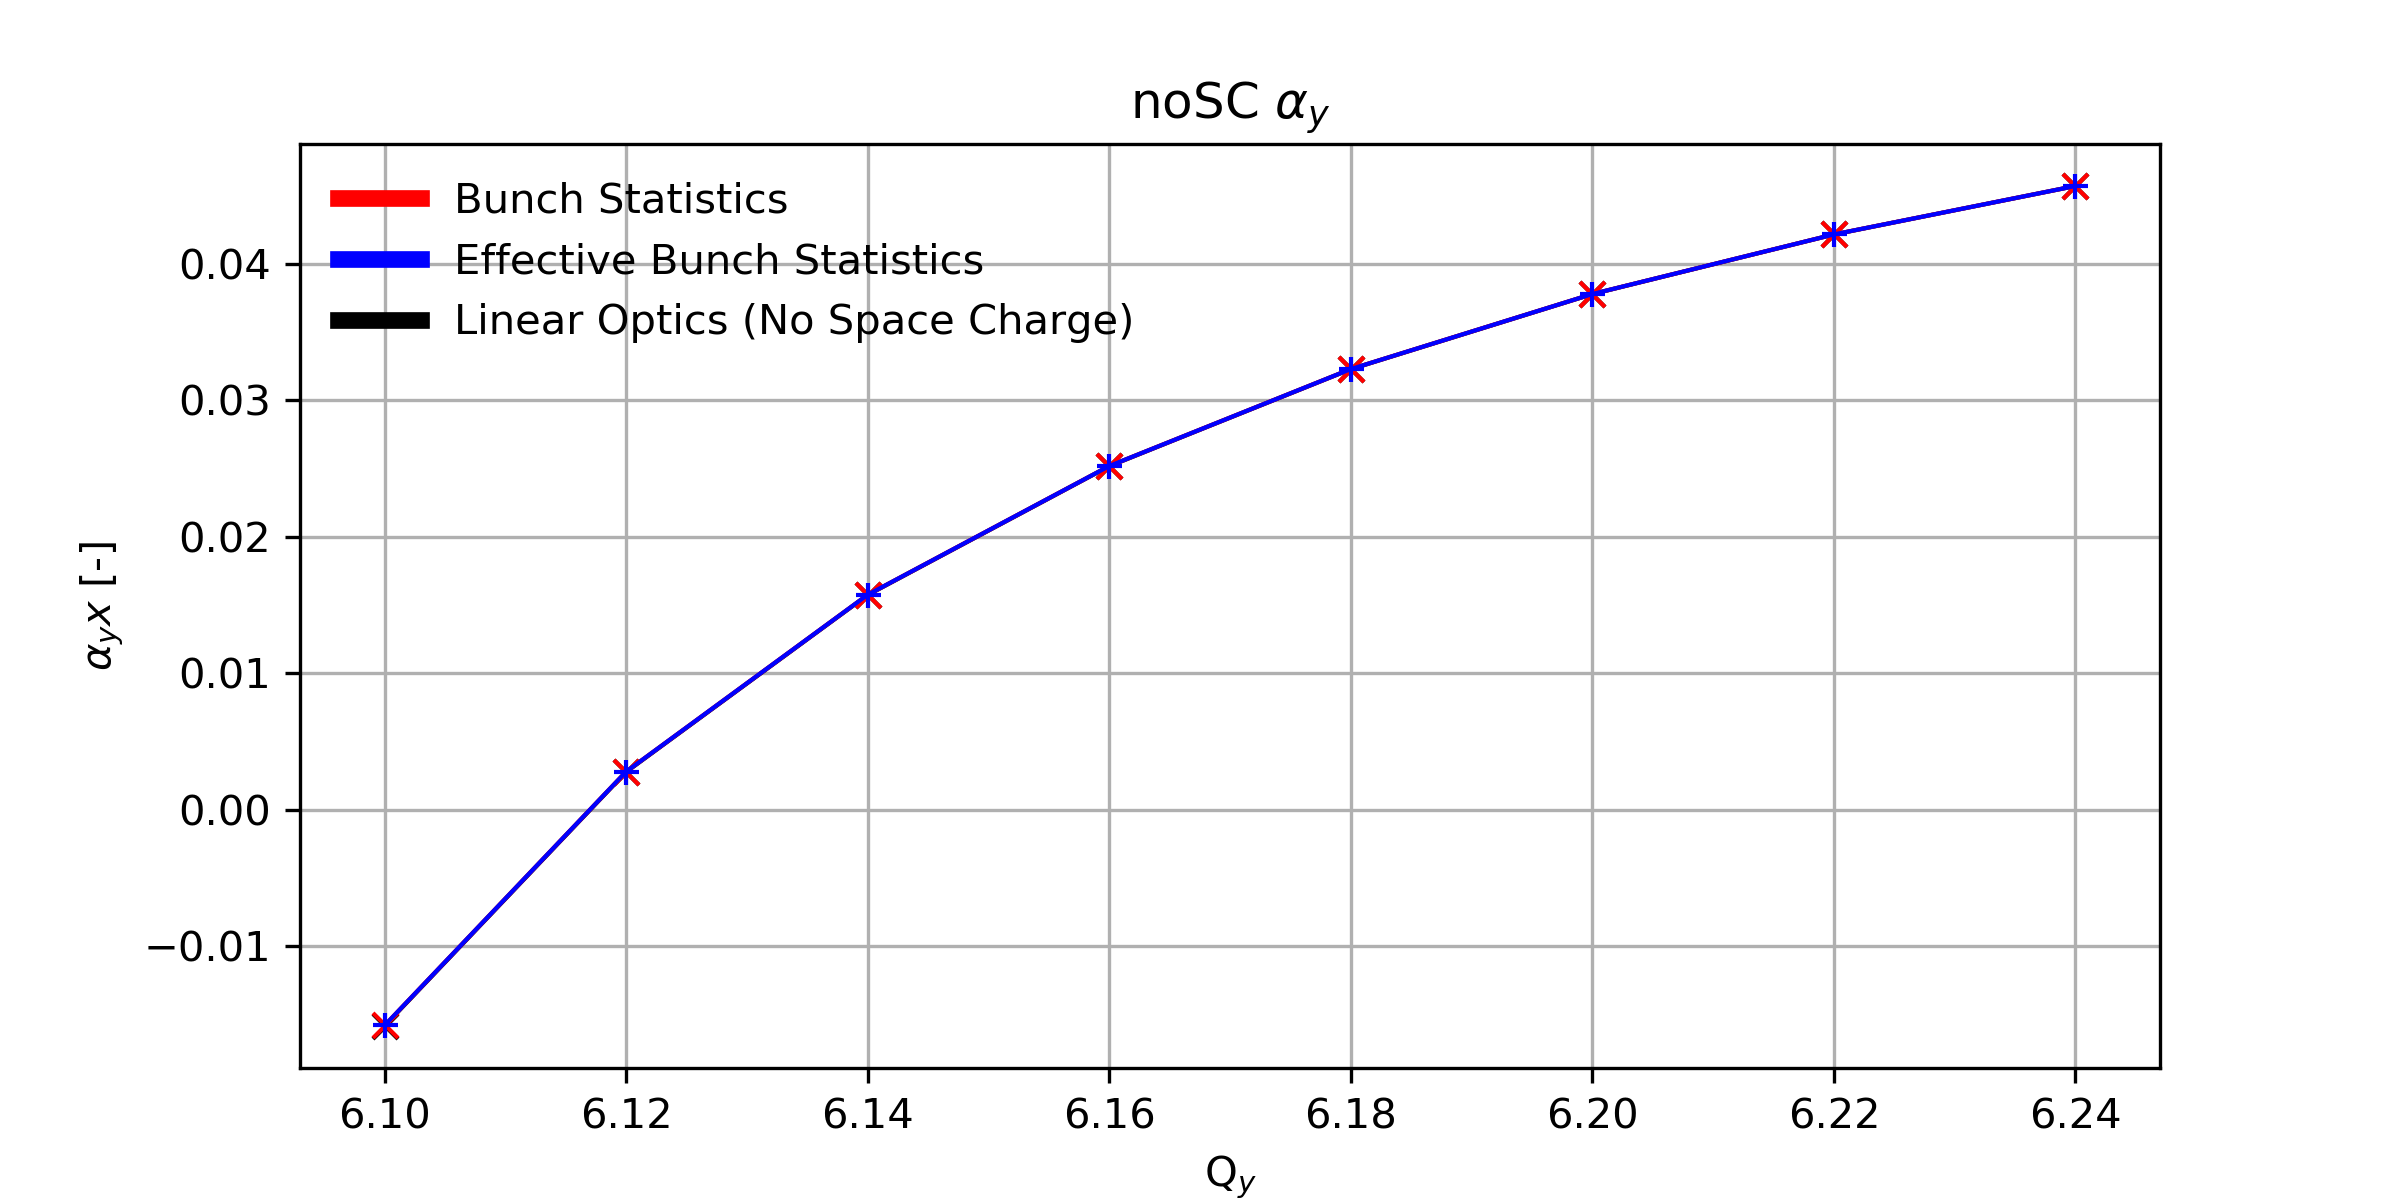 noSC αy
Bunch Statistics
Effective Bunch Statistics
Linear Optics (No Space Charge)
0.04
0.03
0.02
0.01
0.00
−0.01
αyx [-]
6.10 6.12 6.14 6.16 6.18 6.20 6.22 6.24
Qy